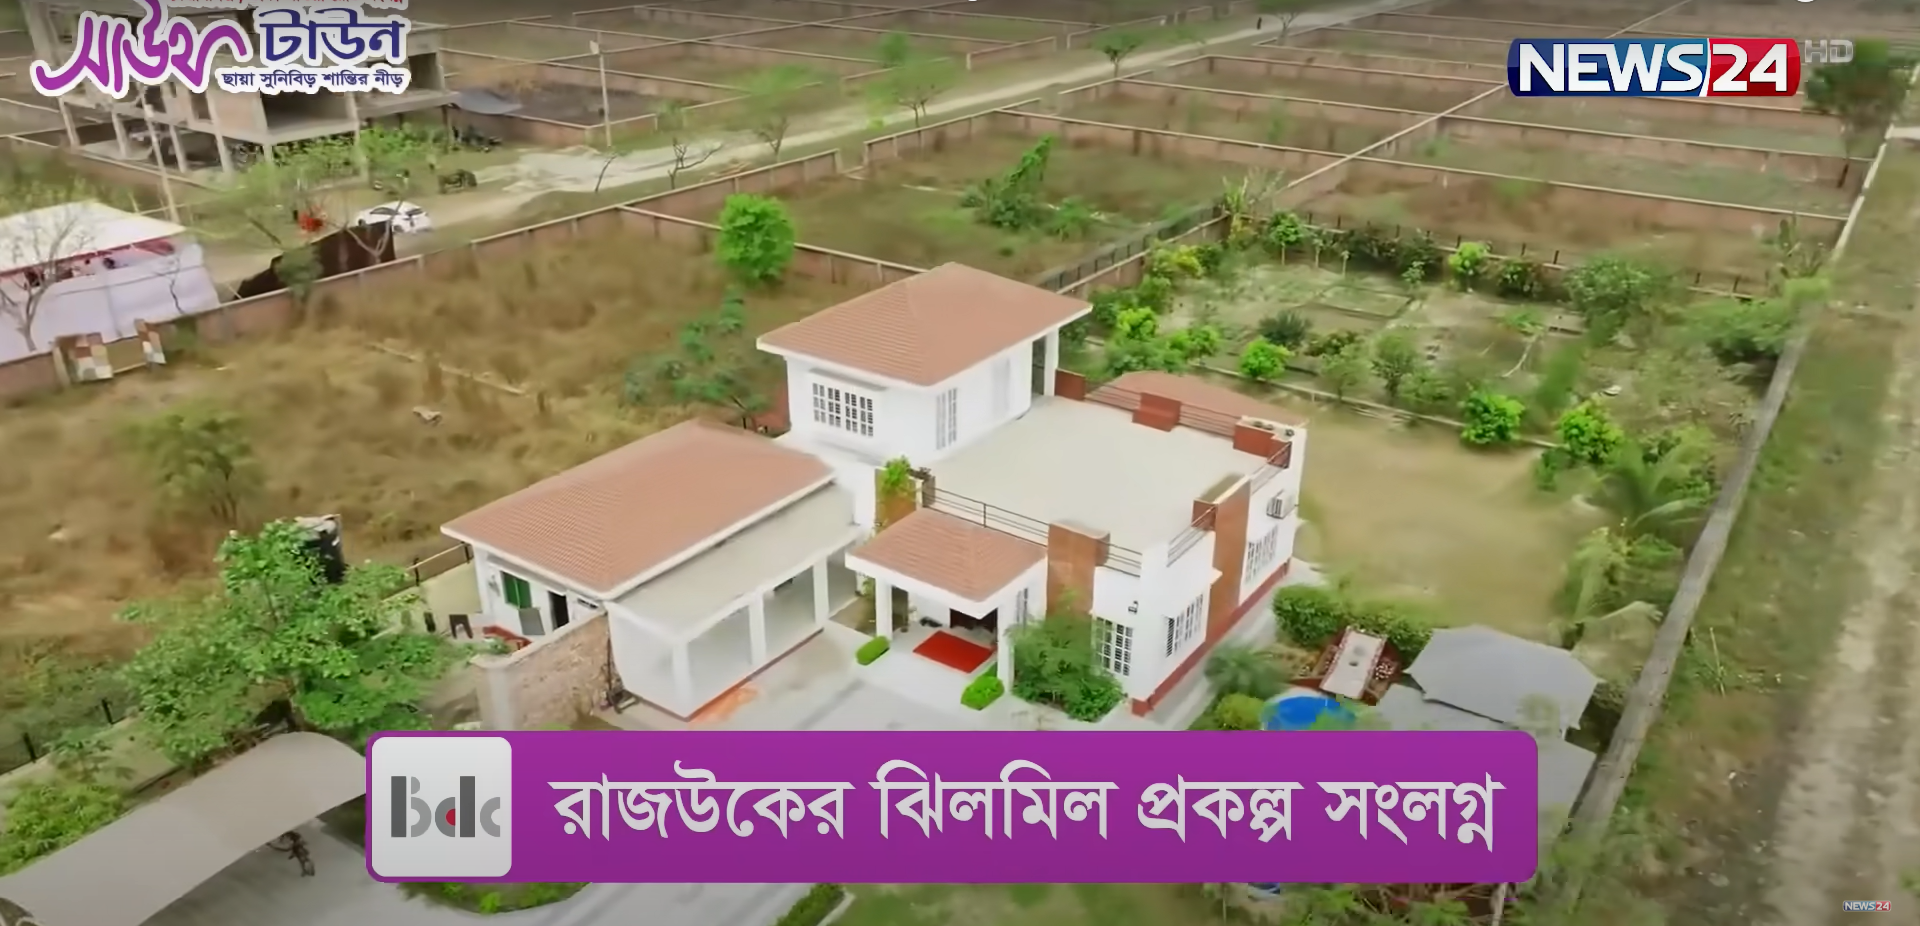 সাউথ টাউন
ছায়া সুনিবিড় শান্তির নীড়
NEWS24 HD
bdc রাজউকের ঝিলমিল প্রকল্প সংলগ্ন
NEWS24